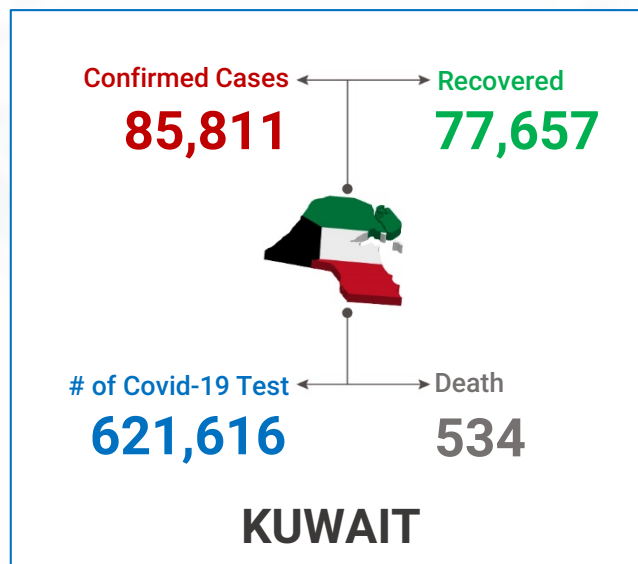 Confirmed Cases
85,811
Recovered
77,657
# of Covid-19 Test
621,616
Death
534
KUWAIT